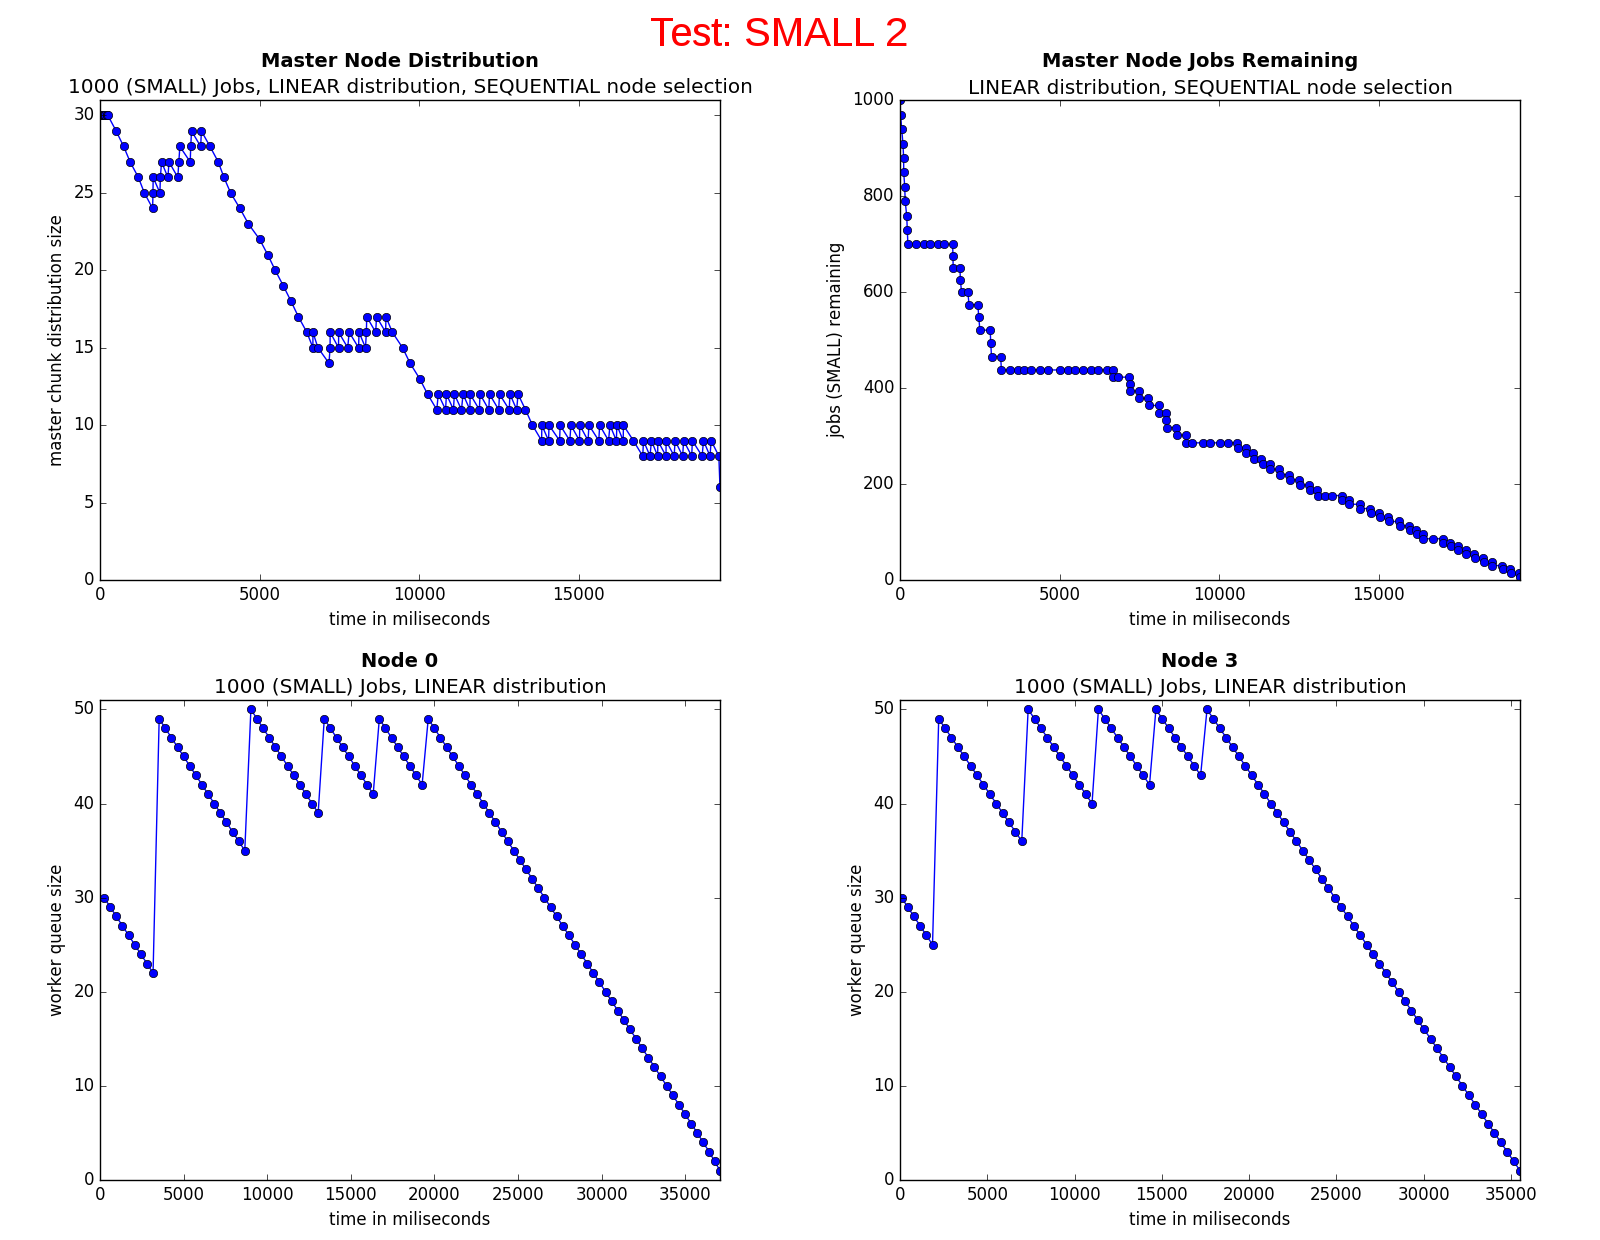 Test: SMALL 2
Master Node Distribution
1000 (SMALL) Jobs, LINEAR distribution, SEQUENTIAL node selection
master chunk distribution size
30
25
20
15
10
5
0
0 5000 10000 15000
time in miliseconds
Master Node Jobs Remaining
LINEAR distribution, SEQUENTIAL node selection
jobs (SMALL) remaining
1000
800
600
400
200
0
0 5000 10000 15000
time in miliseconds
Node 0
1000 (SMALL) Jobs, LINEAR distribution
worker queue size
50
40
30
20
10
0
0 5000 10000 15000 20000 25000 30000 35000
time in miliseconds
Node 3
1000 (SMALL) Jobs, LINEAR distribution
worker queue size
50
40
30
20
10
0
0 5000 10000 15000 20000 25000 30000 35000
time in miliseconds